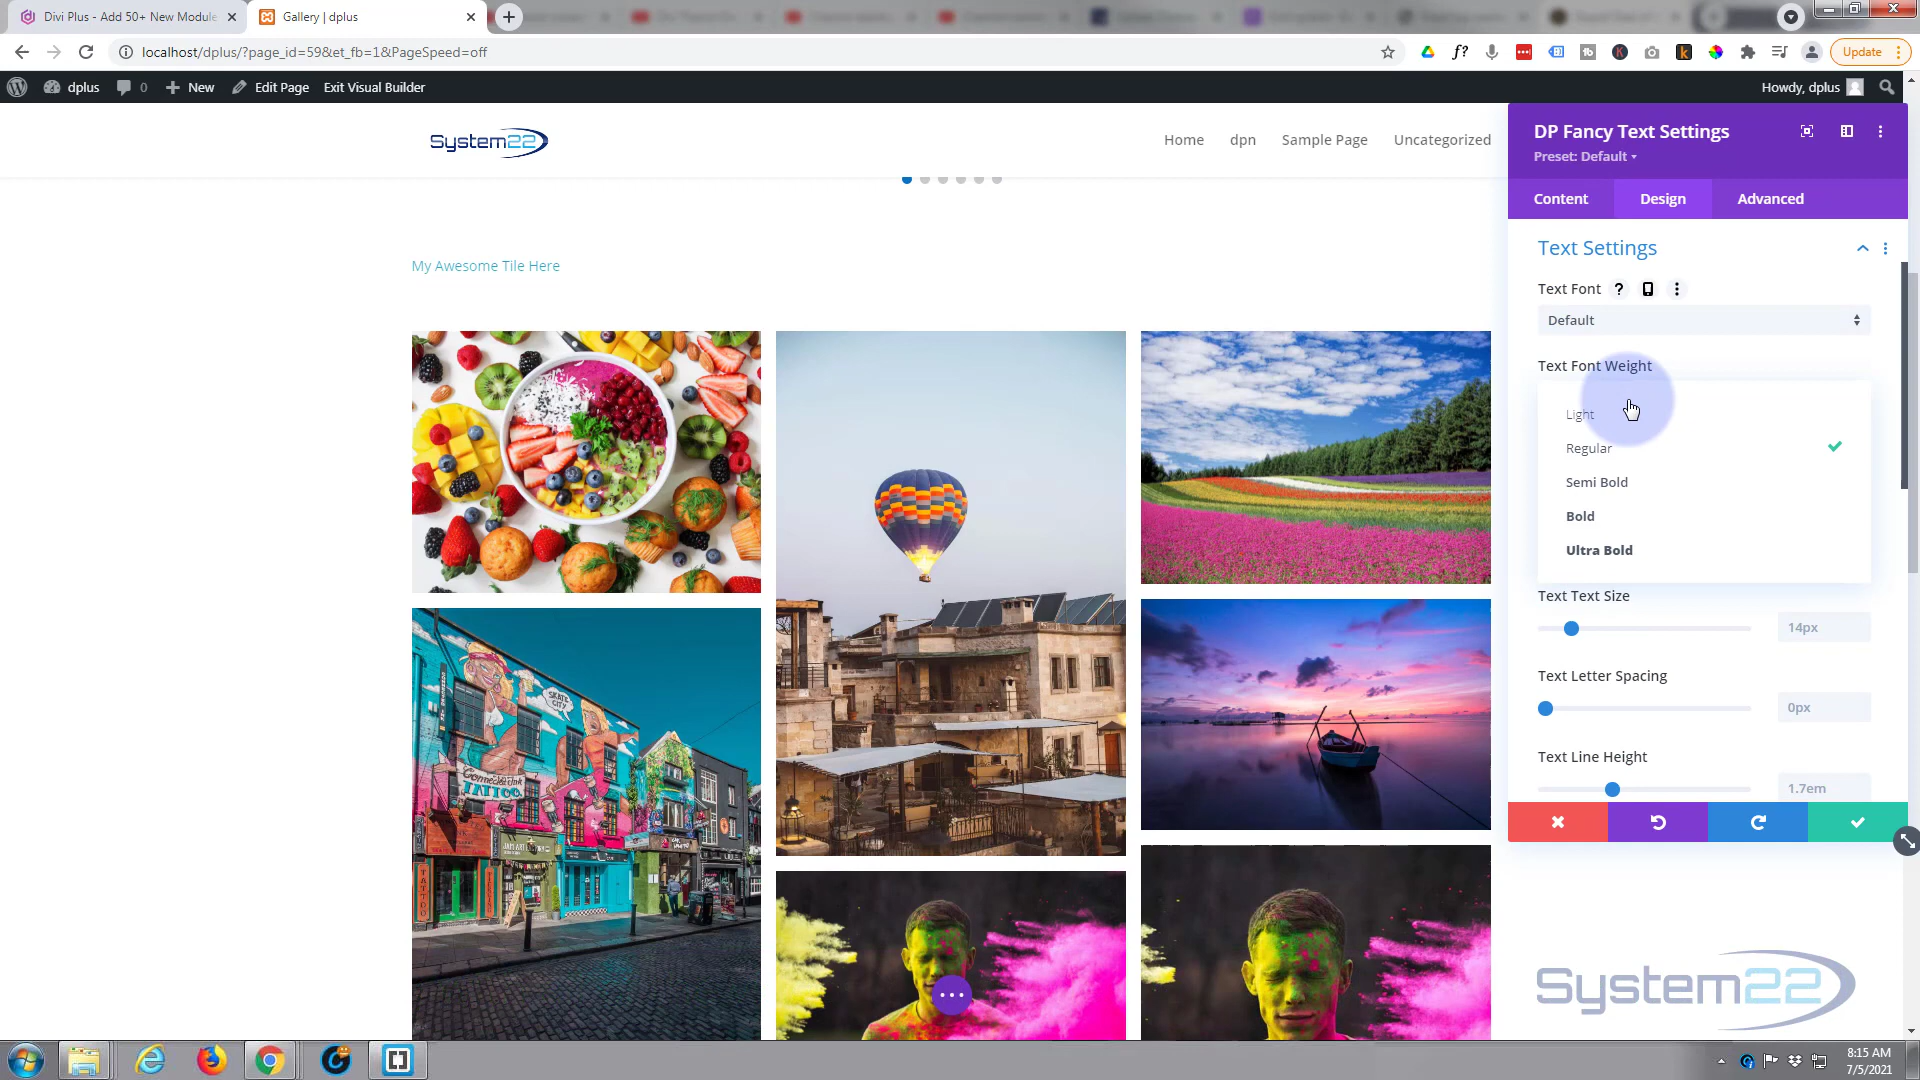 Divi Plus - Add 50+ New Module
Gallery | dplus
localhost/dplus/?page_id=59&et_fb=1&PageSpeed=off
Update
dplus
0
New
Edit Page
Exit Visual Builder
Howdy, dplus
System22
Home
dpn
Sample Page
Uncategorized
DP Fancy Text Settings
Preset: Default
Content
Design
Advanced
Text Settings
My Awesome Tile Here
Text Font
Default
Text Font Weight
Light
Regular
Semi Bold
Bold
Ultra Bold
Text Text Size
14px
Text Letter Spacing
0px
Text Line Height
1.7em
SKATE
CITY
TATTOO
System22
8:15 AM
7/5/2021